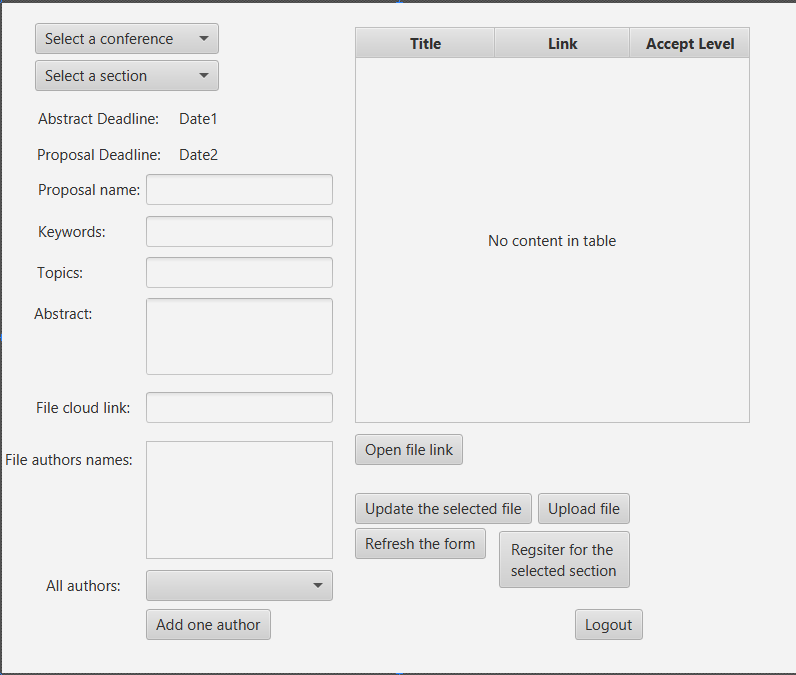 Select a conference
Select a section
Abstract Deadline: Date1
Proposal Deadline: Date2
Proposal name:
Keywords:
Topics:
Abstract:
File cloud link:
File authors names:
All authors:
Add one author
Title Link Accept Level
No content in table
Open file link
Update the selected file Upload file
Refresh the form
Regsiter for the
selected section
Logout